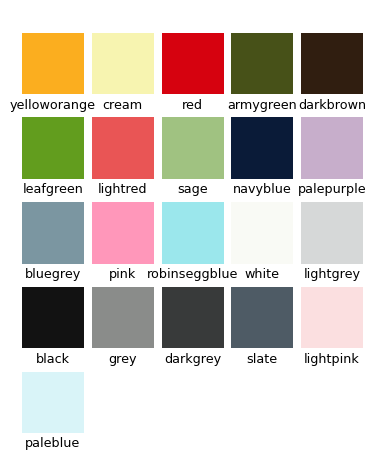 yelloworange cream red armygreen darkbrown
leafgreen lightred sage navyblue palepurple
bluegrey pink robinseggblue white lightgrey
black grey darkgrey slate lightpink
paleblue